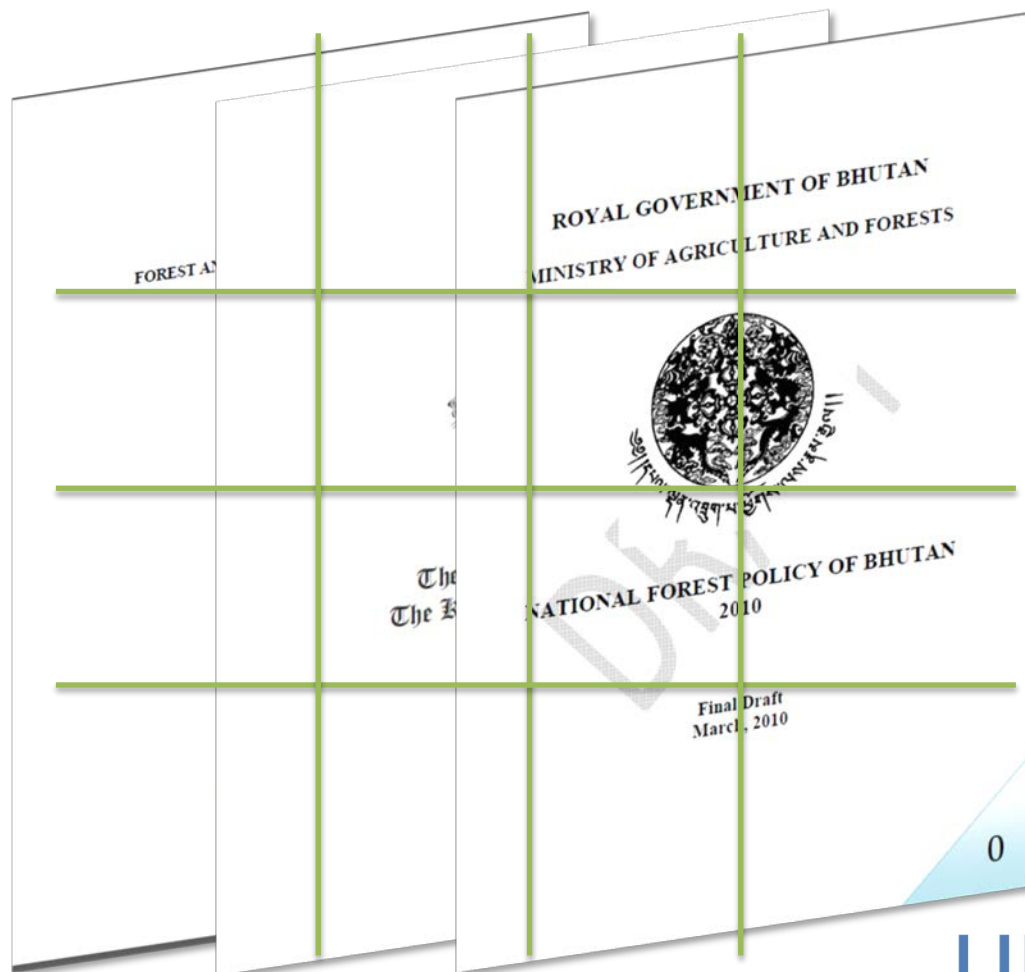 FOREST AN
The
The K
ROYAL GOVERNMENT OF BHUTAN
MINISTRY OF AGRICULTURE AND FORESTS
NATIONAL FOREST POLICY OF BHUTAN
2010
Final Draft
March, 2010
0